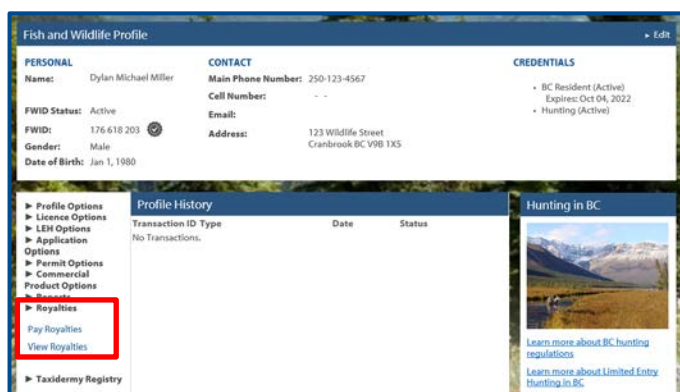 Fish and Wildlife Profile
► Edit
PERSONAL
Name: Dylan Michael Miller
FWID Status: Active
FWID: 176 618 203
Gender: Male
Date of Birth: Jan 1, 1980
CONTACT
Main Phone Number: 250-123-4567
Cell Number: - -
Email:
Address: 123 Wildlife Street
Cranbrook BC V9B 1X5
CREDENTIALS
• BC Resident (Active)
Expires: Oct 04, 2022
• Hunting (Active)
► Profile Options
► Licence Options
► LEH Options
► Application
Options
► Permit Options
► Commercial
Product Options
► Reports
► Royalties
Pay Royalties
View Royalties
► Taxidermy Registry
Profile History
Transaction ID Type Date Status
No Transactions.
Hunting in BC
Learn more about BC hunting
regulations
Learn more about Limited Entry
Hunting in BC